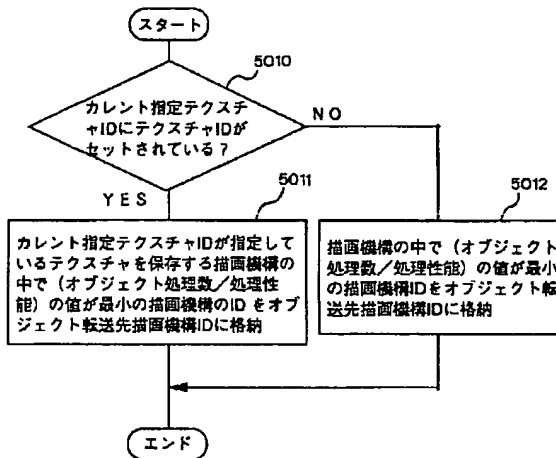 スタート
5010
カレント指定テクスチ
ャIDにテクスチャIDが
セットされている？
NO
YES
5011
カレント指定テクスチャIDが指定して
いるテクスチャを保存する描画機構の
中で（オブジェクト処理数／処理性
能）の値が最小の描画機構のID をオブ
ジェクト転送先描画機構IDに格納
5012
描画機構の中で（オブジェクト
処理数／処理性能）の値が最小
の描画機構IDをオブジェクト転
送先描画機構IDに格納
エンド